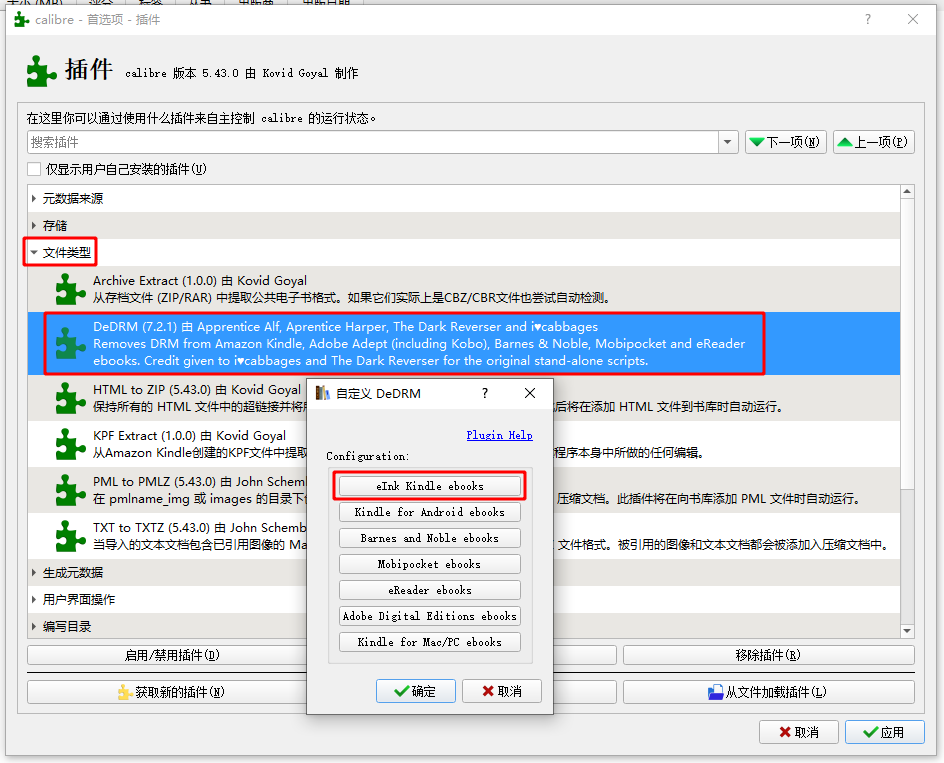 calibre - 首选项 - 插件
插件 calibre 版本 5.43.0 由 Kovid Goyal 制作
在这里你可以通过使用什么插件来自主控制 calibre 的运行状态。
搜索插件
下一项(N)
上一项(P)
仅显示用户自己安装的插件(U)
元数据来源
存储
文件类型
Archive Extract (1.0.0) 由 Kovid Goyal
从存档文件 (ZIP/RAR) 中提取公共电子书格式。如果它们实际上是CBZ/CBR文件也尝试自动检测。
DeDRM (7.2.1) 由 Apprentice Alf, Aprentice Harper, The Dark Reverser and i♥cabbages
Removes DRM from Amazon Kindle, Adobe Adept (including Kobo), Barnes & Noble, Mobipocket and eReader
ebooks. Credit given to i♥cabbages and The Dark Reverser for the original stand-alone scripts.
HTML to ZIP (5.43.0) 由 Kovid Goyal
保持所有的 HTML 文件中的超链接并将
后将在添加 HTML 文件到书库时自动运行。
KPF Extract (1.0.0) 由 Kovid Goyal
从Amazon Kindle创建的KPF文件中提取
程序本身中所做的任何编辑。
PML to PMLZ (5.43.0) 由 John Schem
在 pmlname_img 或 images 的目录下
压缩文档。此插件将在向书库添加 PML 文件时自动运行。
TXT to TXTZ (5.43.0) 由 John Schemb
当导入的文本文档包含已引用图像的 Ma
文件格式。被引用的图像和文本文档都会被添加入压缩文档中。
生成元数据
用户界面操作
编写目录
自定义 DeDRM
?
Plugin Help
Configuration:
eInk Kindle ebooks
Kindle for Android ebooks
Barnes and Noble ebooks
Mobipocket ebooks
eReader ebooks
Adobe Digital Editions ebooks
Kindle for Mac/PC ebooks
确定
取消
启用/禁用插件(D)
移除插件(R)
获取新的插件(N)
从文件加载插件(L)
取消
应用